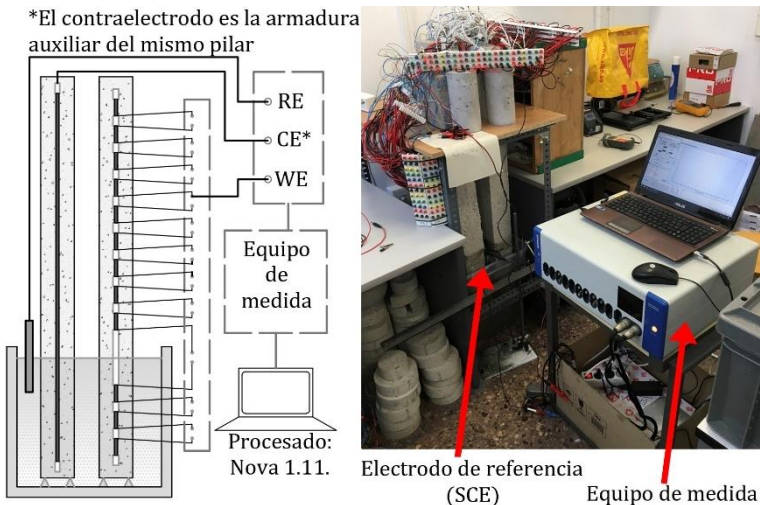 *El contraelectrodo es la armadura
auxiliar del mismo pilar
RE
CE*
WE
Equipo
de
medida
Procesado:
Nova 1.11.
Electrodo de referencia
(SCE)
Equipo de medida